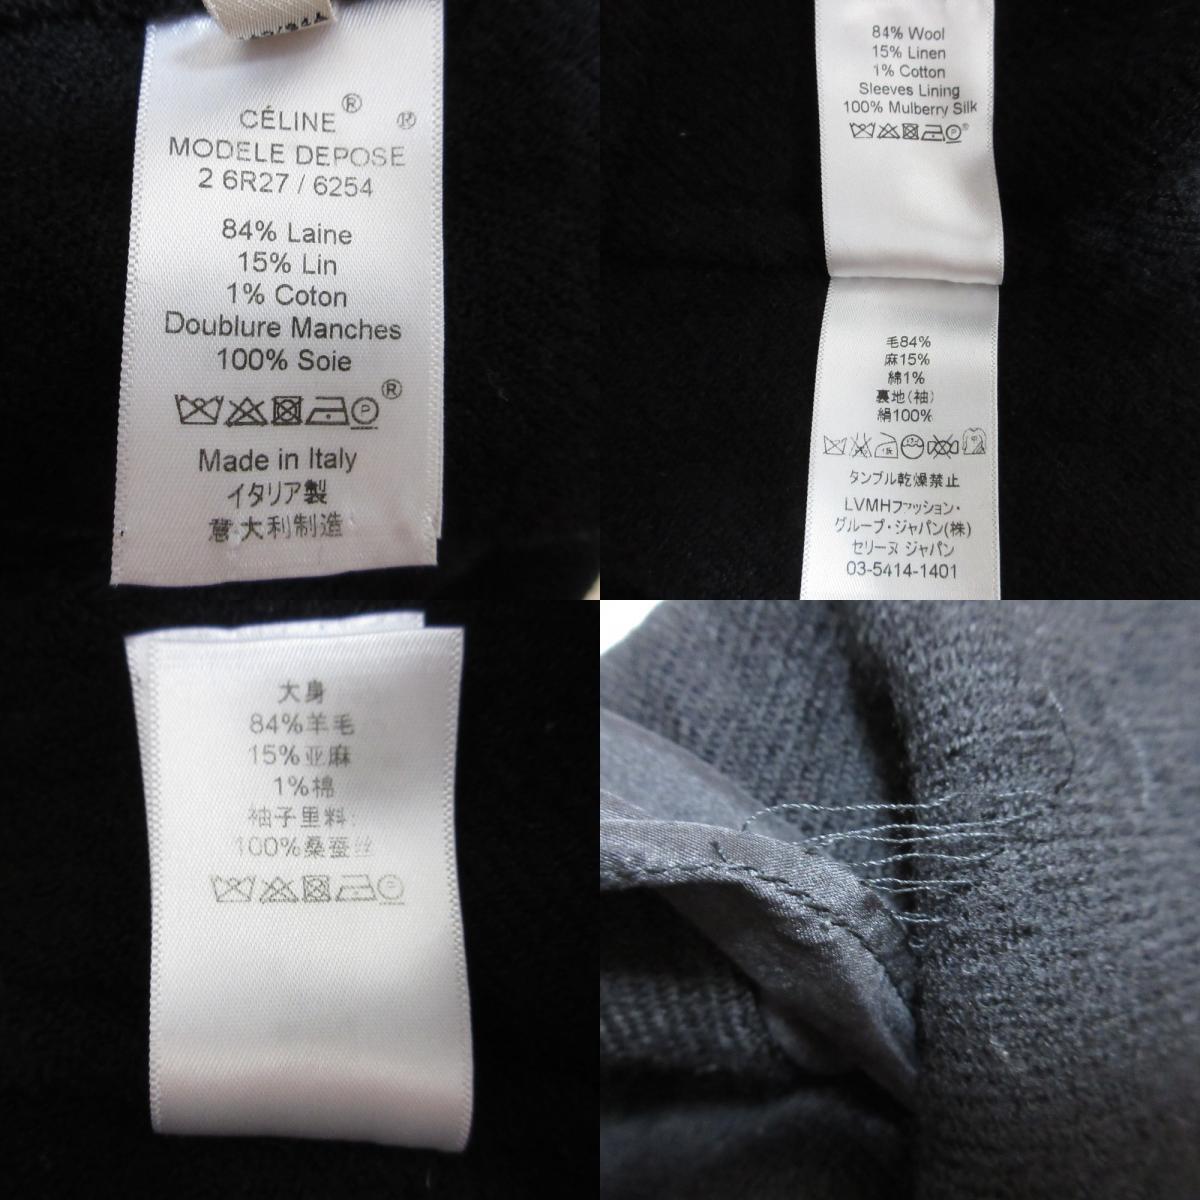 CÉLINE ®
®
MODELE DEPOSE
2 6R27 / 6254
84% Laine
15% Lin
1% Coton
Doublure Manches
100% Soie
P ®
Made in Italy
イタリア製
意大利制造
84% Wool
15% Linen
1% Cotton
Sleeves Lining
100% Mulberry Silk
毛84%
麻15%
綿1%
裏地(袖)
絹100%
タンブル乾燥禁止
LVMHファッション・
グループ・ジャパン(株)
セリーヌ ジャパン
03-5414-1401
大身
84%羊毛
15%亚麻
1%棉
袖子里料:
100%桑蚕丝